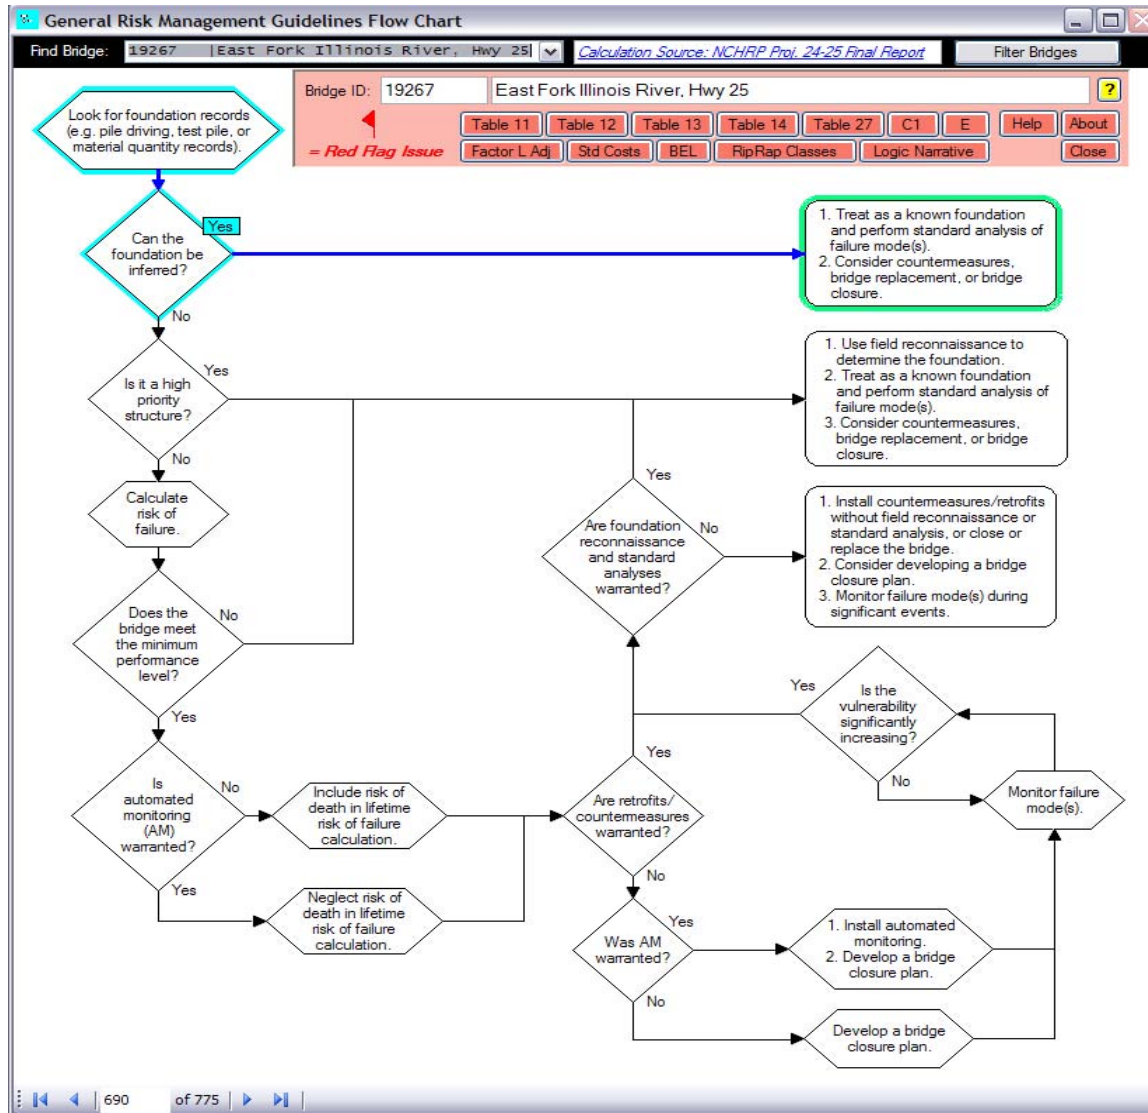 General Risk Management Guidelines Flow Chart
Find Bridge: 19267 |East Fork Illinois River, Hwy 25 Calculation Source: NCHRP Proj. 24-25 Final Report Filter Bridges
Bridge ID: 19267 East Fork Illinois River, Hwy 25 ?
Table 11 Table 12 Table 13 Table 14 Table 27 C1 E Help About
= Red Flag Issue Factor L Adj Std Costs BEL RipRap Classes Logic Narrative Close
Look for foundation records
(e.g. pile driving, test pile, or
material quantity records).
Can the
foundation be
inferred?
Yes
1. Treat as a known foundation
and perform standard analysis of
failure mode(s).
2. Consider countermeasures,
bridge replacement, or bridge
closure.
No
Is it a high
priority
structure?
Yes
1. Use field reconnaissance to
determine the foundation.
2. Treat as a known foundation
and perform standard analysis of
failure mode(s).
3. Consider countermeasures,
bridge replacement, or bridge
closure.
No
Calculate
risk of
failure.
Yes
Are foundation
reconnaissance
and standard
analyses
warranted?
No
1. Install countermeasures/retrofits
without field reconnaissance or
standard analysis, or close or
replace the bridge.
2. Consider developing a bridge
closure plan.
3. Monitor failure mode(s) during
significant events.
Does the
bridge meet
the minimum
performance
level?
No
Yes
Yes
Is the
vulnerability
significantly
increasing?
No
Monitor failure
mode(s).
Is
automated
monitoring
(AM)
warranted?
No
Include risk of
death in lifetime
risk of failure
calculation.
Yes
Are retrofits/
countermeasures
warranted?
Yes
Neglect risk of
death in lifetime
risk of failure
calculation.
No
Was AM
warranted?
Yes
1. Install automated
monitoring.
2. Develop a bridge
closure plan.
No
Develop a bridge
closure plan.
690 of 775